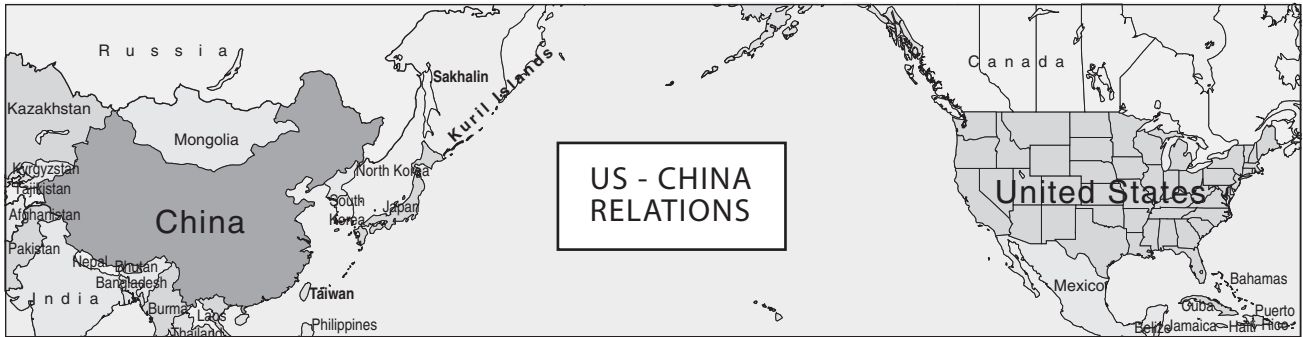 Russia
Canada
Sakhalin
Kuril Islands
Kazakhstan
Mongolia
US - CHINA
RELATIONS
Kyrgyzstan
North Korea
Tajikistan
United States
South
Korea
Japan
Afghanistan
China
Pakistan
Nepal
Bhutan
Bangladesh
India
Taiwan
Mexico
Bahamas
Burma
Laos
Thailand
Philippines
Cuba
Puerto
Rico
Belize
Jamaica
Haiti